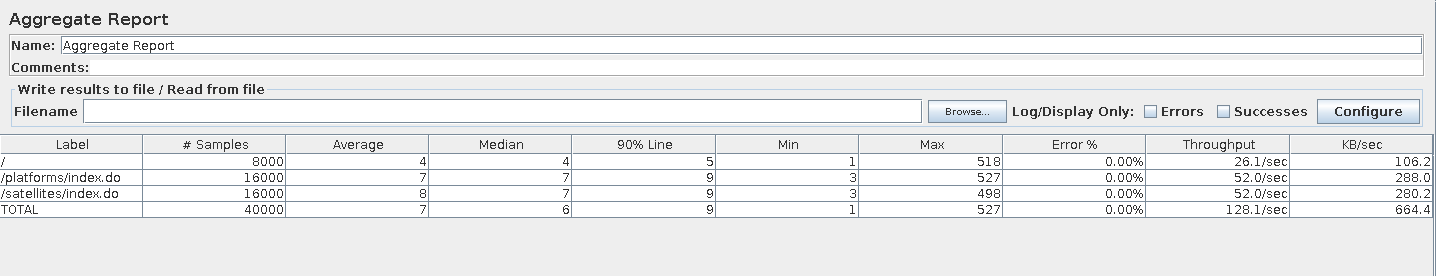 Aggregate Report
Name: Aggregate Report
Comments:
Write results to file / Read from file
Filename Browse... Log/Display Only: Errors Successes Configure
Label # Samples Average Median 90% Line Min Max Error % Throughput KB/sec
/ 8000 4 4 5 1 518 0.00% 26.1/sec 106.2
/platforms/index.do 16000 7 7 9 3 527 0.00% 52.0/sec 288.0
/satellites/index.do 16000 8 7 9 3 498 0.00% 52.0/sec 280.2
TOTAL 40000 7 6 9 1 527 0.00% 128.1/sec 664.4